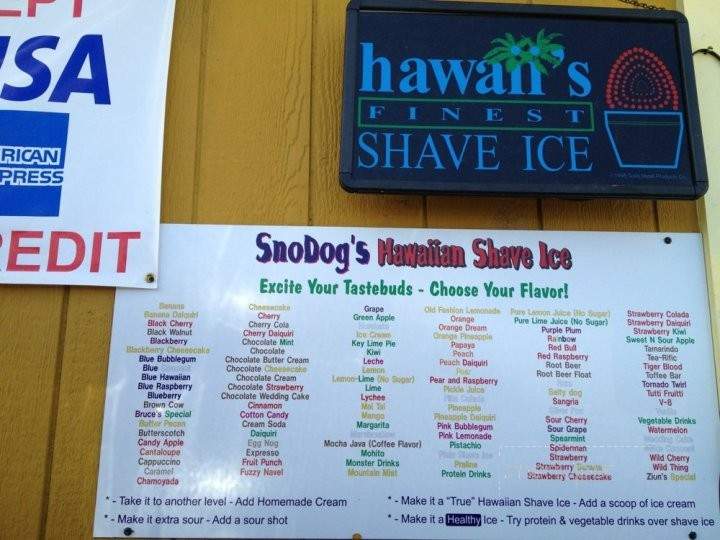 EPT
ISA
RICAN
PRESS
EDIT
hawaii's
FINEST
SHAVE ICE
SnoDog's Hawaiian Shave Ice
Excite Your Tastebuds - Choose Your Flavor!
Banana
Banana Daiquiri
Black Cherry
Black Walnut
Blackberry
Blackberry Cheesecake
Blue Bubblegum
Blue
Blue Hawaiian
Blue Raspberry
Blueberry
Brown Cow
Bruce's Special
Butter Pecan
Butterscotch
Candy Apple
Cantaloupe
Cappuccino
Caramel
Chamoyada
Cheesecake
Cherry
Cherry Cola
Cherry Daiquiri
Chocolate Mint
Chocolate
Chocolate Butter Cream
Chocolate Cheesecake
Chocolate Cream
Chocolate Strawberry
Chocolate Wedding Cake
Cinnamon
Cotton Candy
Cream Soda
Daiquiri
Egg Nog
Expresso
Fruit Punch
Fuzzy Navel
Grape
Green Apple
Ice Cream
Key Lime Pie
Kiwi
Leche
Lemon
Lemon-Lime (No Sugar)
Lime
Lychee
Mai Tai
Mango
Margarita
Mocha Java (Coffee Flavor)
Mohito
Monster Drinks
Mountain Mist
Old Fashion Lemonade
Orange
Orange Dream
Orange Pineapple
Papaya
Peach
Peach Daiquiri
Pear
Pear and Raspberry
Pickle Juice
Piña Colada
Pineapple
Pineapple Daiquiri
Pink Bubblegum
Pink Lemonade
Pistachio
Praline
Protein Drinks
Pure Lemon Juice (No Sugar)
Pure Lime Juice (No Sugar)
Purple Plum
Rainbow
Red Raspberry
Root Beer
Root Beer Float
Salty dog
Sangria
Sour Cherry
Sour Grape
Spearmint
Spiderman
Strawberry
Strawberry Banana
Strawberry Cheesecake
Strawberry Colada
Strawberry Daiquiri
Strawberry Kiwi
Sweet N Sour Apple
Tamarindo
Tea-Rific
Tiger Blood
Toffee Bar
Tornado Twirl
Tutti Fruitti
V-8
Vanilla
Vegetable Drinks
Watermelon
Wedding Cake
Wild Cherry
Wild Thing
Ziun's Special
*- Take it to another level - Add Homemade Cream
*- Make it extra sour - Add a sour shot
*- Make it a "True" Hawaiian Shave Ice - Add a scoop of ice cream
*- Make it a Healthy Ice - Try protein & vegetable drinks over shave ice